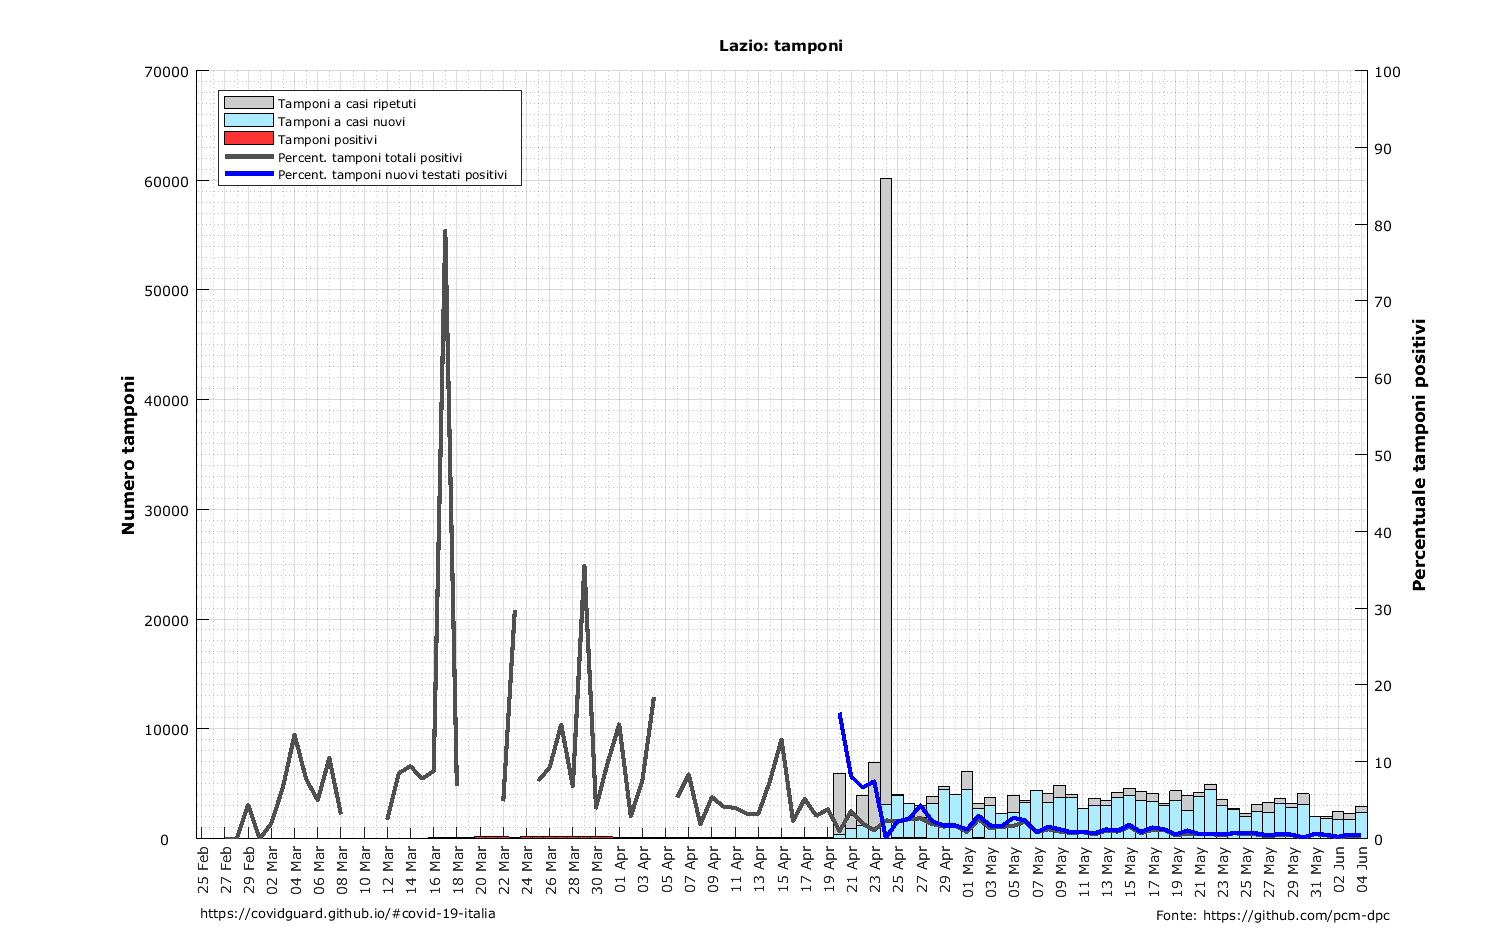 Lazio: tamponi
70000
60000
50000
40000
30000
20000
10000
0
100
90
80
70
60
50
40
30
20
10
0
Numero tamponi
Percentuale tamponi positivi
Tamponi a casi ripetuti
Tamponi a casi nuovi
Tamponi positivi
Percent. tamponi totali positivi
Percent. tamponi nuovi testati positivi
25 Feb
27 Feb
29 Feb
02 Mar
04 Mar
06 Mar
08 Mar
10 Mar
12 Mar
14 Mar
16 Mar
18 Mar
20 Mar
22 Mar
24 Mar
26 Mar
28 Mar
30 Mar
01 Apr
03 Apr
05 Apr
07 Apr
09 Apr
11 Apr
13 Apr
15 Apr
17 Apr
19 Apr
21 Apr
23 Apr
25 Apr
27 Apr
29 Apr
01 May
03 May
05 May
07 May
09 May
11 May
13 May
15 May
17 May
19 May
21 May
23 May
25 May
27 May
29 May
31 May
02 Jun
04 Jun
https://covidguard.github.io/#covid-19-italia
Fonte: https://github.com/pcm-dpc